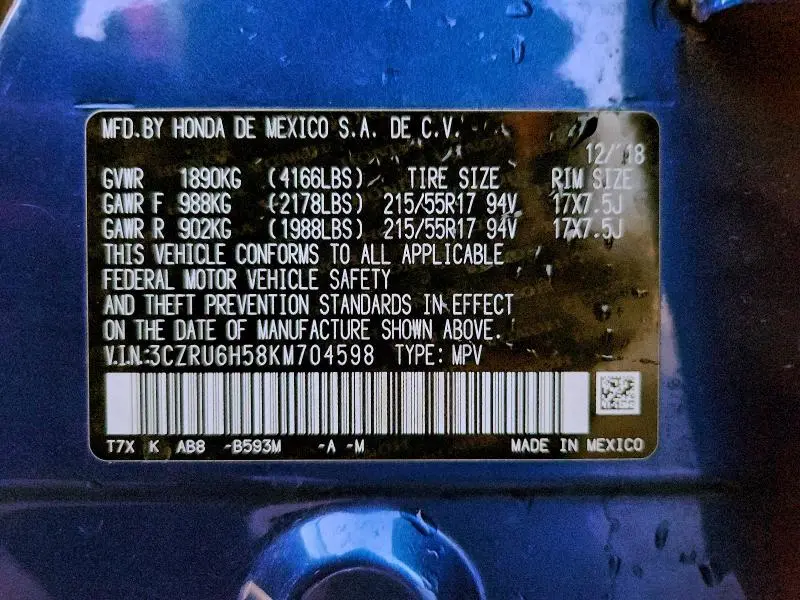 MFD.BY HONDA DE MEXICO S.A. DE C.V.
12/18
GVWR 1890KG (4166LBS) TIRE SIZE RIM SIZE
GAWR F 988KG (2178LBS) 215/55R17 94V 17X7.5J
GAWR R 902KG (1988LBS) 215/55R17 94V 17X7.5J
THIS VEHICLE CONFORMS TO ALL APPLICABLE
FEDERAL MOTOR VEHICLE SAFETY
AND THEFT PREVENTION STANDARDS IN EFFECT
ON THE DATE OF MANUFACTURE SHOWN ABOVE.
V.I.N:3CZRU6H58KM704598 TYPE: MPV
T7X K AB8 -B593M -A -M MADE IN MEXICO